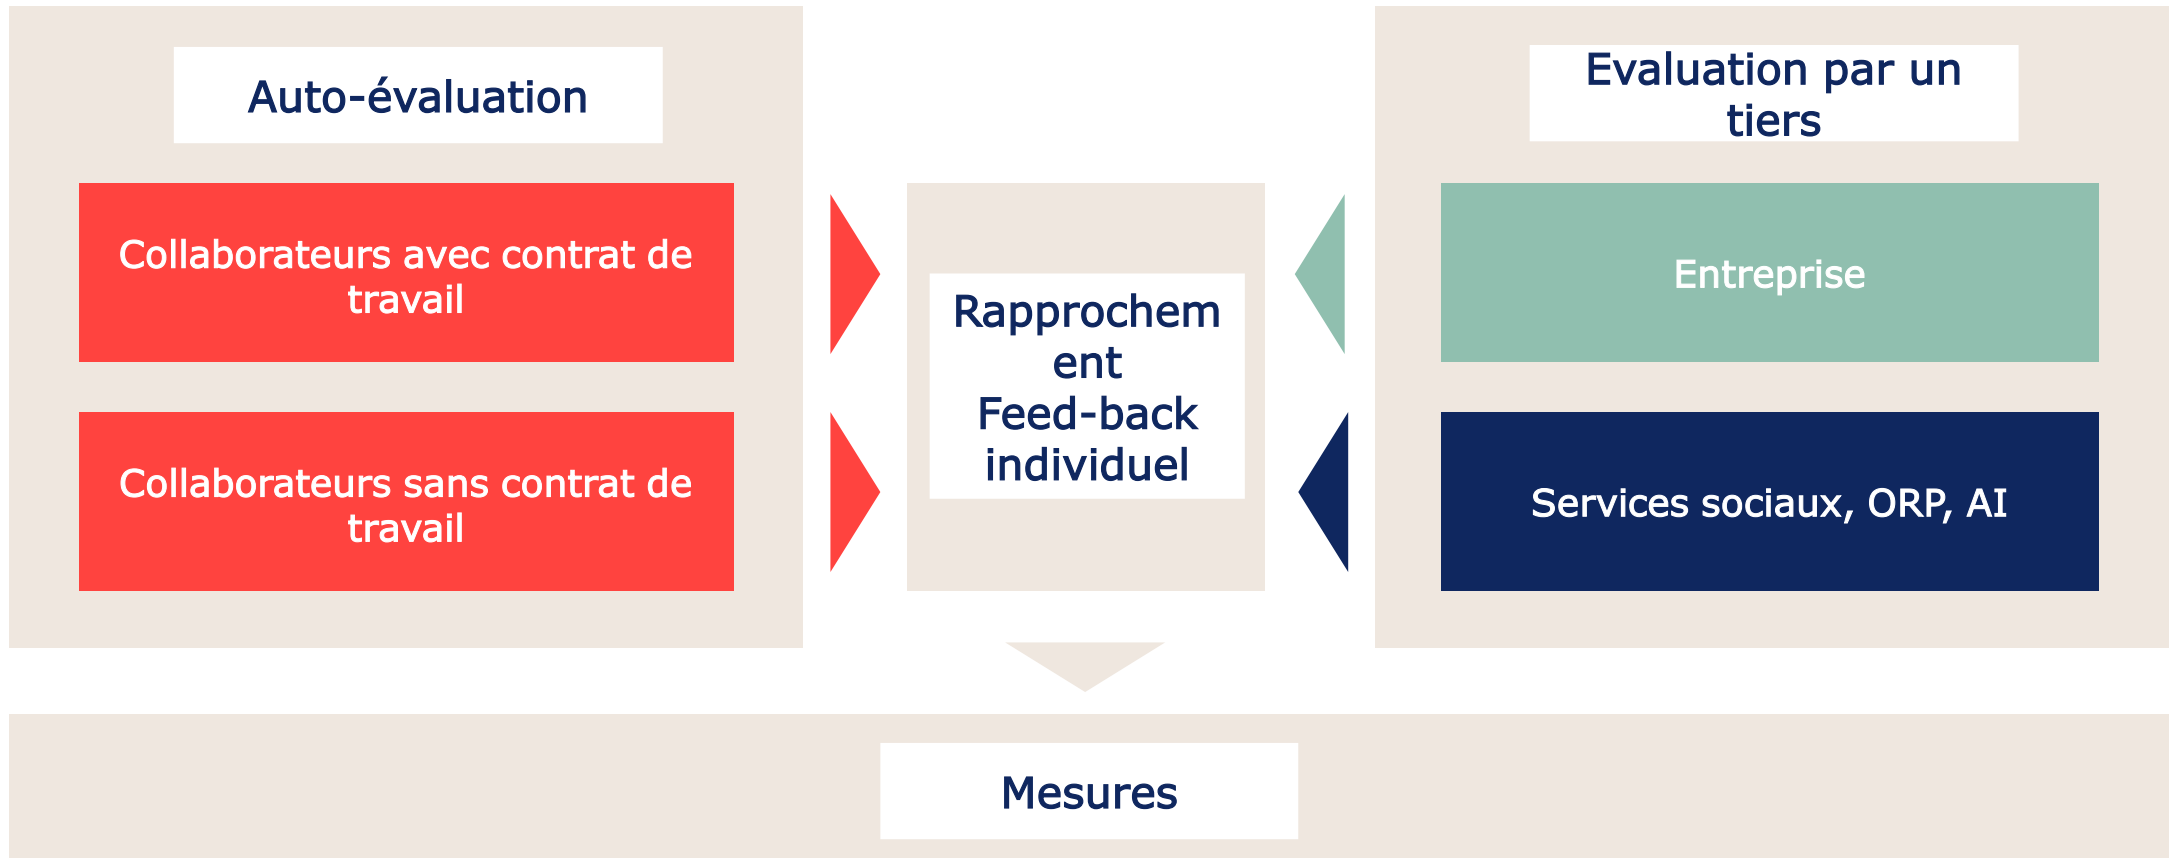 Auto-évaluation
Collaborateurs avec contrat de
travail
Collaborateurs sans contrat de
travail
Rapprochem
ent
Feed-back
individuel
Evaluation par un
tiers
Entreprise
Services sociaux, ORP, AI
Mesures